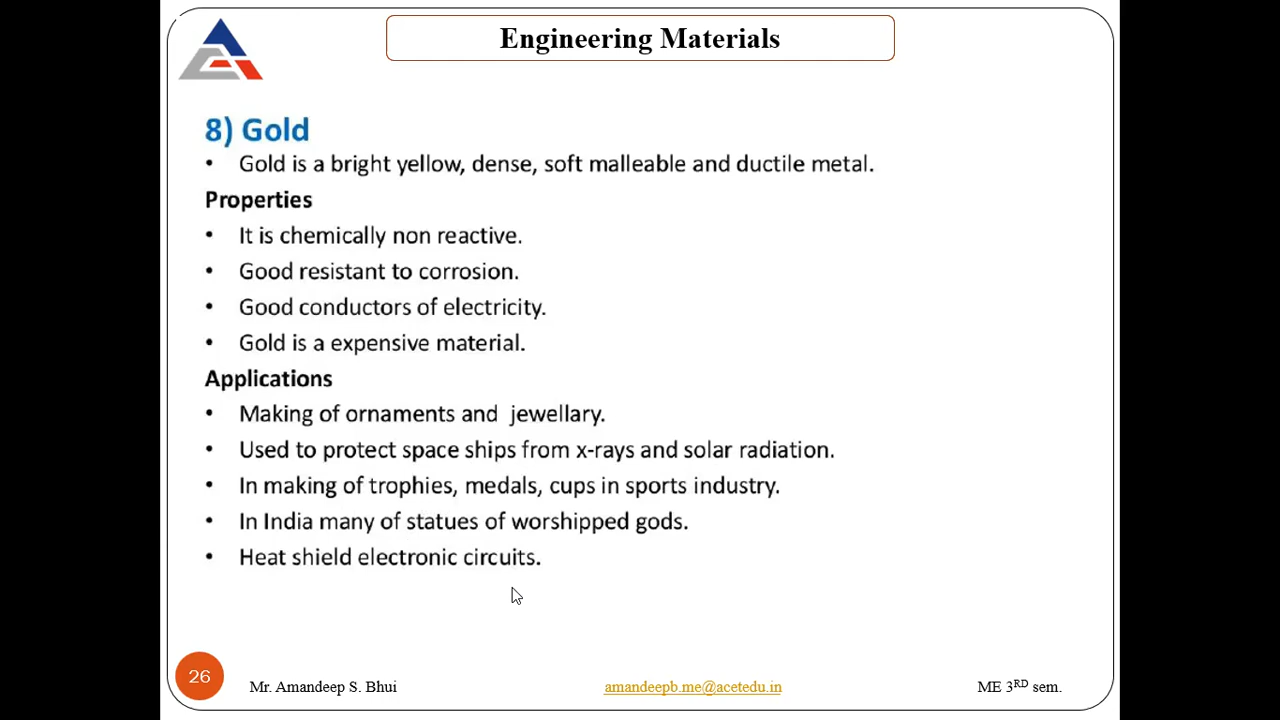 Engineering Materials
8) Gold
• Gold is a bright yellow, dense, soft malleable and ductile metal.
Properties
• It is chemically non reactive.
• Good resistant to corrosion.
• Good conductors of electricity.
• Gold is a expensive material.
Applications
• Making of ornaments and  jewellary.
• Used to protect space ships from x-rays and solar radiation.
• In making of trophies, medals, cups in sports industry.
• In India many of statues of worshipped gods.
• Heat shield electronic circuits.
26 Mr. Amandeep S. Bhui amandeepb.me@acetedu.in ME 3RD sem.